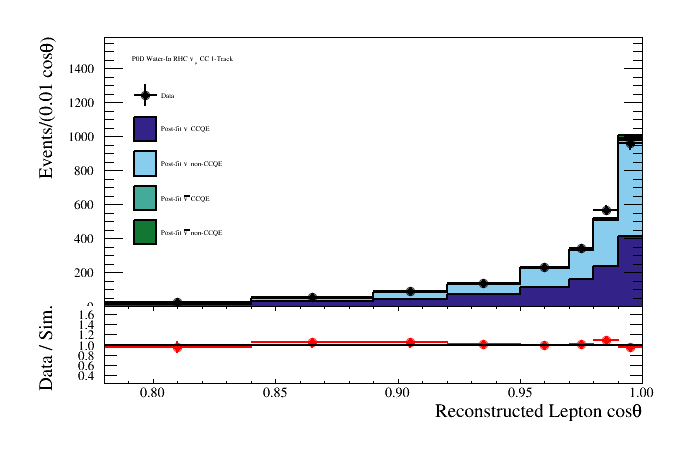 P0D Water-In RHC ν CC 1-Track
Data
Post-fit ν CCQE
Post-fit ν non-CCQE
Post-fit ν̅ CCQE
Post-fit ν̅ non-CCQE
Events/(0.01 cosθ)
1400
1200
1000
800
600
400
200
0
Data / Sim.
1.6
1.4
1.2
1.0
0.8
0.6
0.4
0.80
0.85
0.90
0.95
1.00
Reconstructed Lepton cosθ